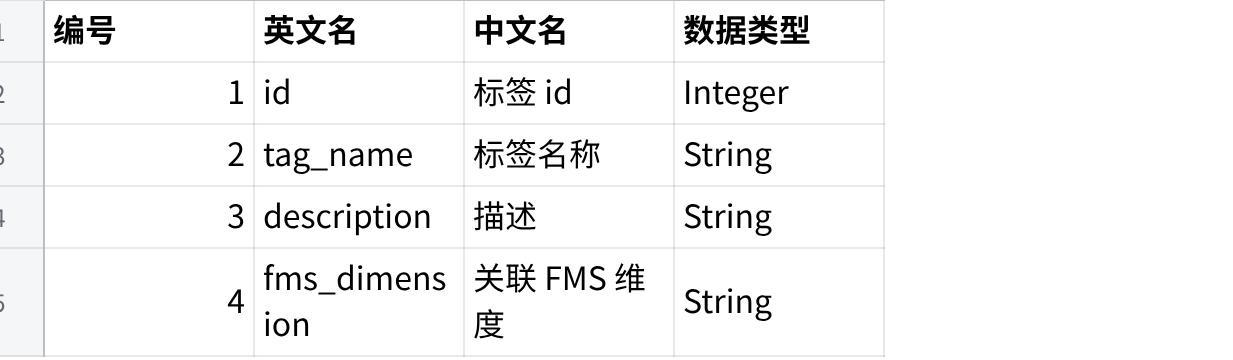 编号 英文名 中文名 数据类型
1 id 标签 id Integer
2 tag_name 标签名称 String
3 description 描述 String
4 fms_dimens 关联 FMS 维 String
ion 度